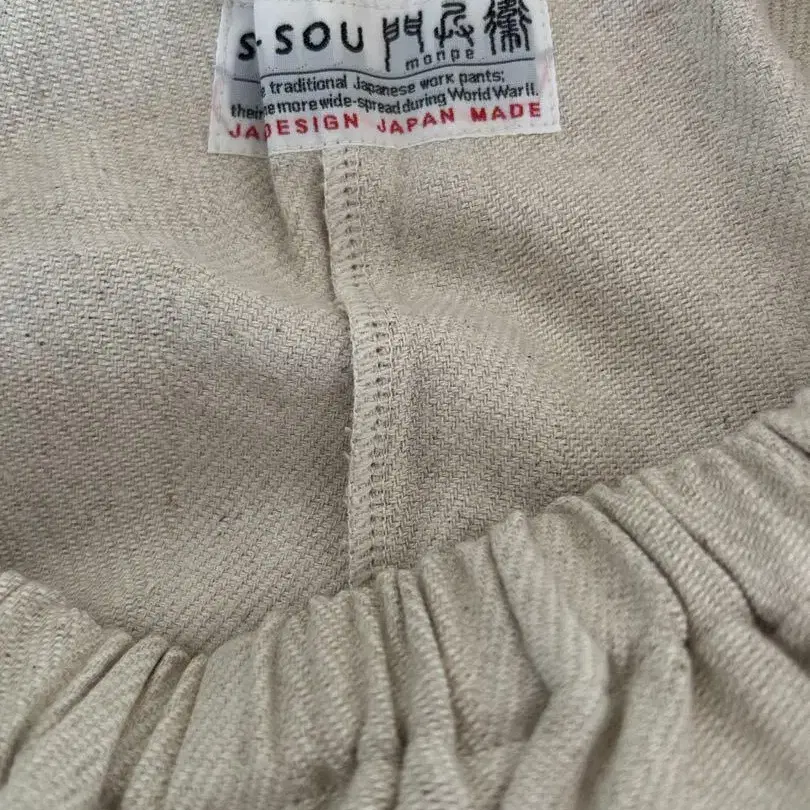 S·SOU 門兵衛
monpe
traditional Japanese work pants;
more wide-spread during World War II.
JA DESIGN JAPAN MADE